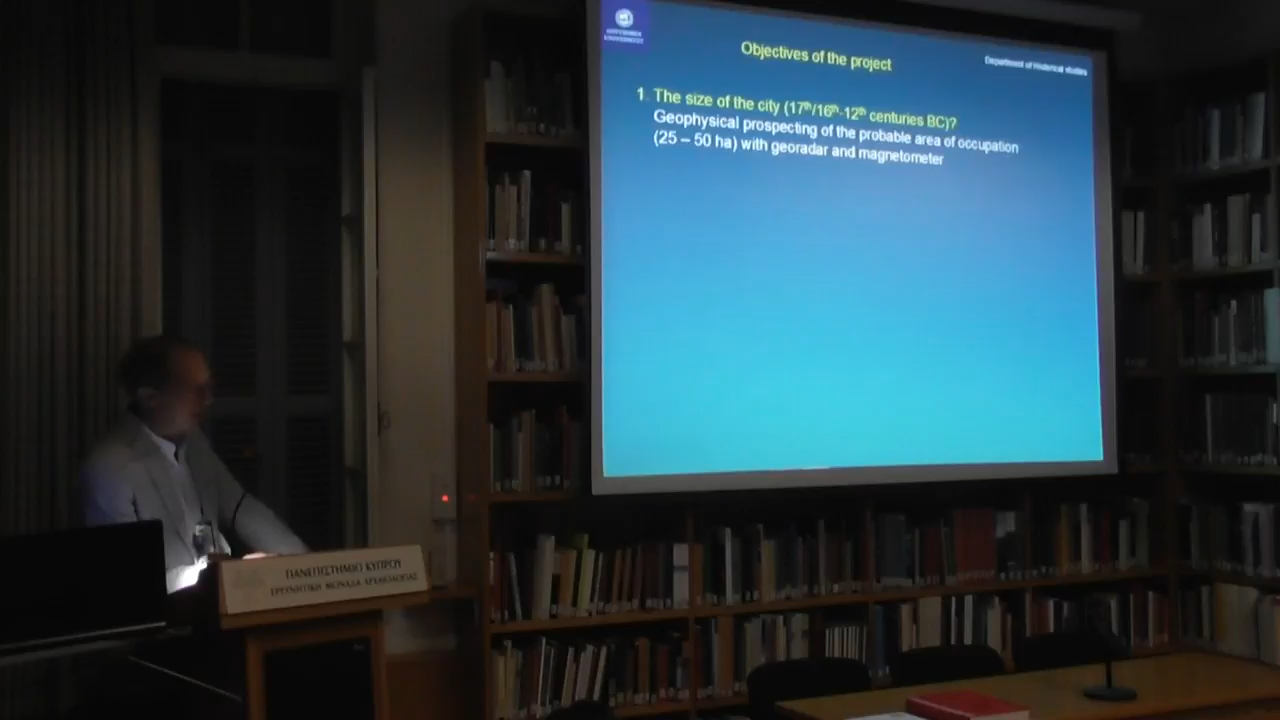 Objectives of the project
Department of Historical studies
1. The size of the city (17th/16th-12th centuries BC)?
Geophysical prospecting of the probable area of occupation
(25 – 50 ha) with georadar and magnetometer
ΠΑΝΕΠΙΣΤΗΜΙΟ ΚΥΠΡΟΥ
ΕΡΕΥΝΗΤΙΚΗ ΜΟΝΑΔΑ ΑΡΧΑΙΟΛΟΓΙΑΣ